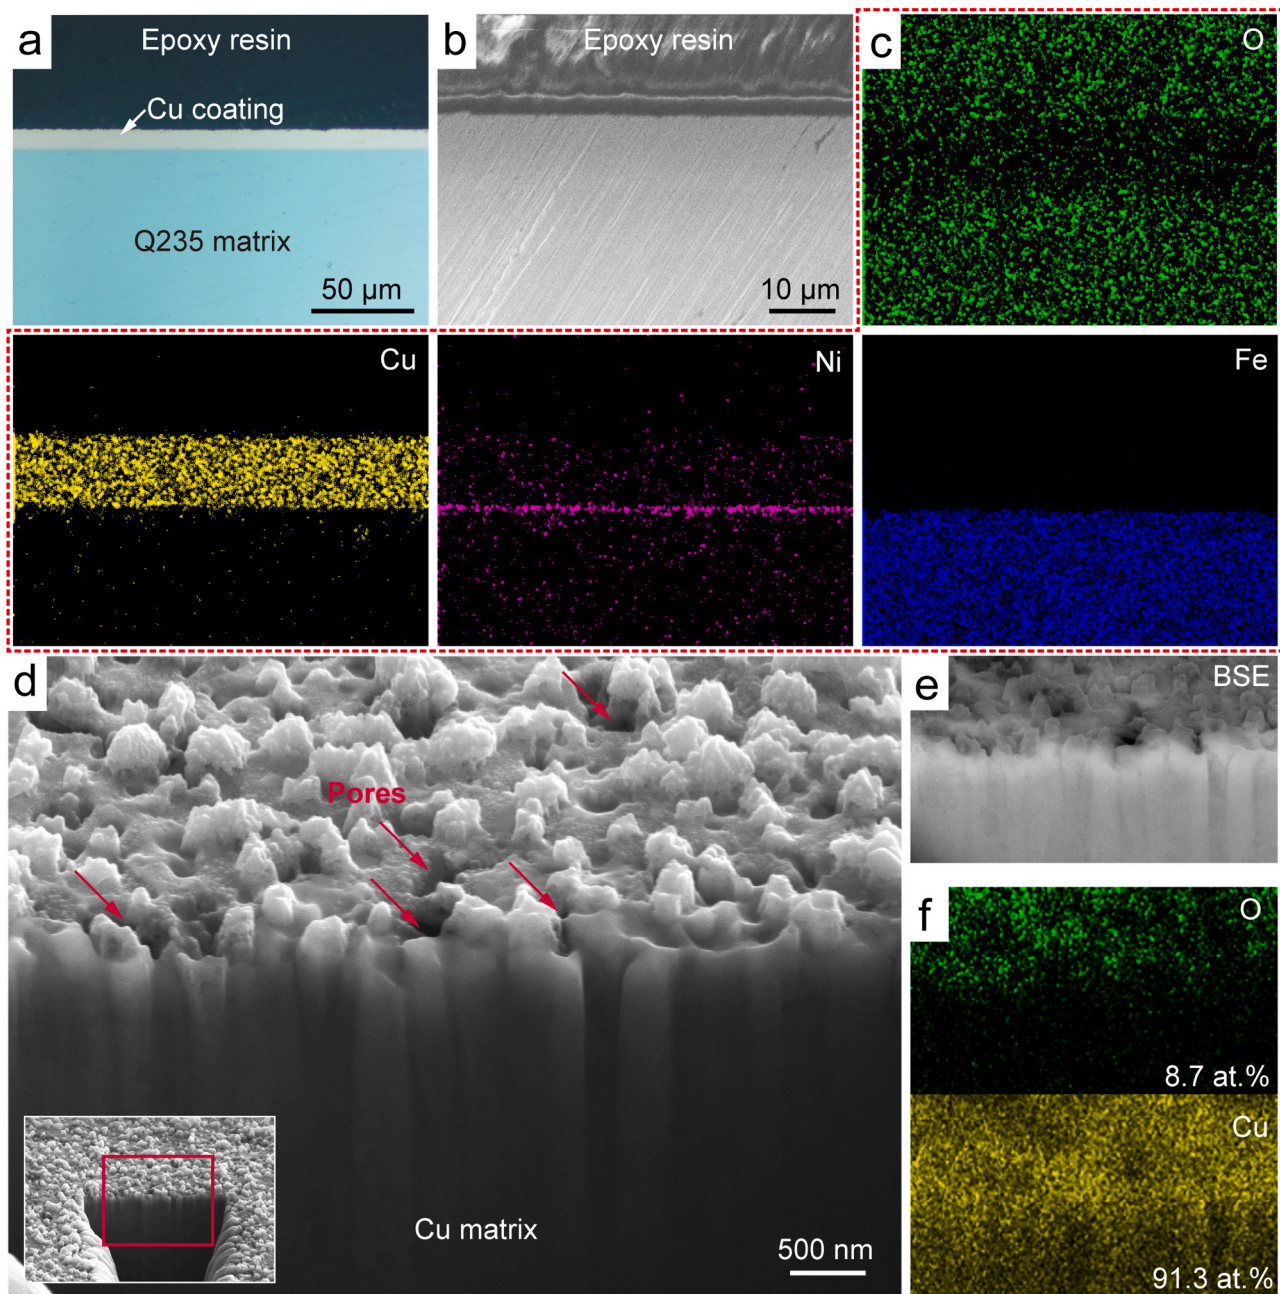 a
Epoxy resin
Cu coating
Q235 matrix
50 µm
b
Epoxy resin
10 µm
c
O
Cu
Ni
Fe
d
Pores
Cu matrix
500 nm
e
BSE
f
O
8.7 at.%
Cu
91.3 at.%